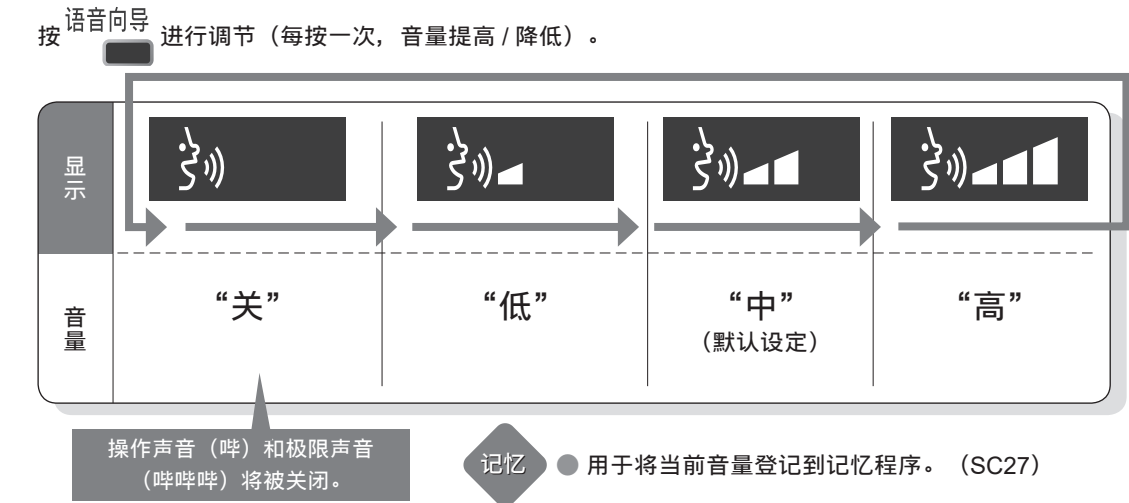 按 语音向导 进行调节（每按一次，音量提高 / 降低）。
显示
音量
“关”
“低”
“中”
（默认设定）
“高”
操作声音（哔）和极限声音
（哔哔哔）将被关闭。
记忆
● 用于将当前音量登记到记忆程序。（SC27）